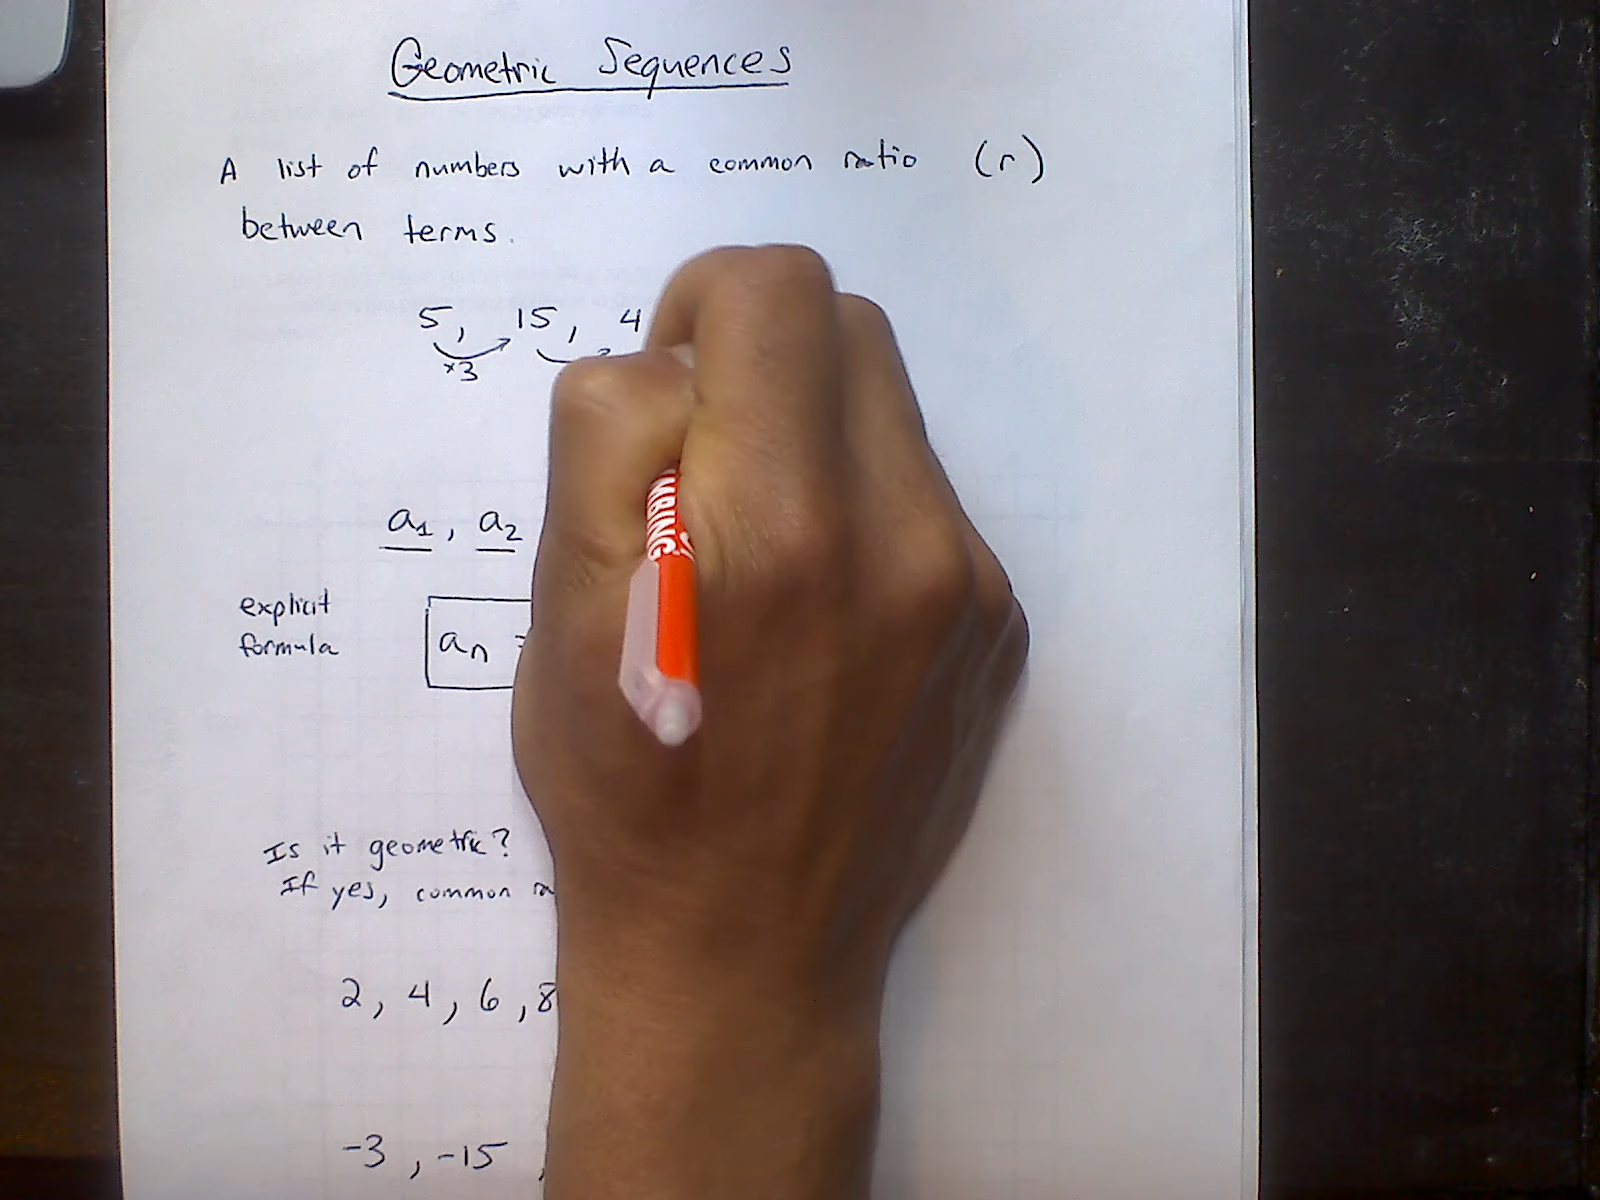 Geometric Sequences
A list of numbers with a common ratio (r)
between terms.
5, 15, 4
×3
a1, a2
explicit
formula
an =
Is it geometric?
If yes, common ra
2, 4, 6, 8
-3, -15,